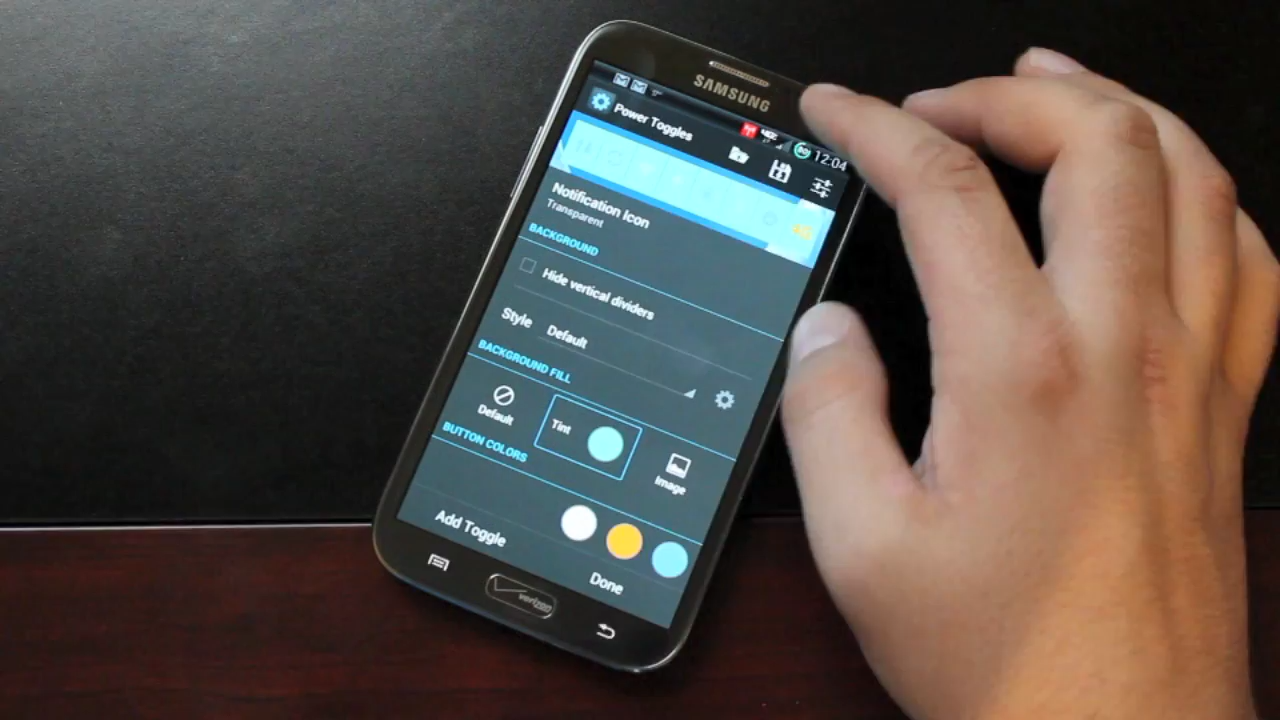 SAMSUNG
12:04
Power Toggles
Notification Icon
Transparent
BACKGROUND
Hide vertical dividers
Style Default
BACKGROUND FILL
Default Tint Image
BUTTON COLORS
Add Toggle Done
verizon